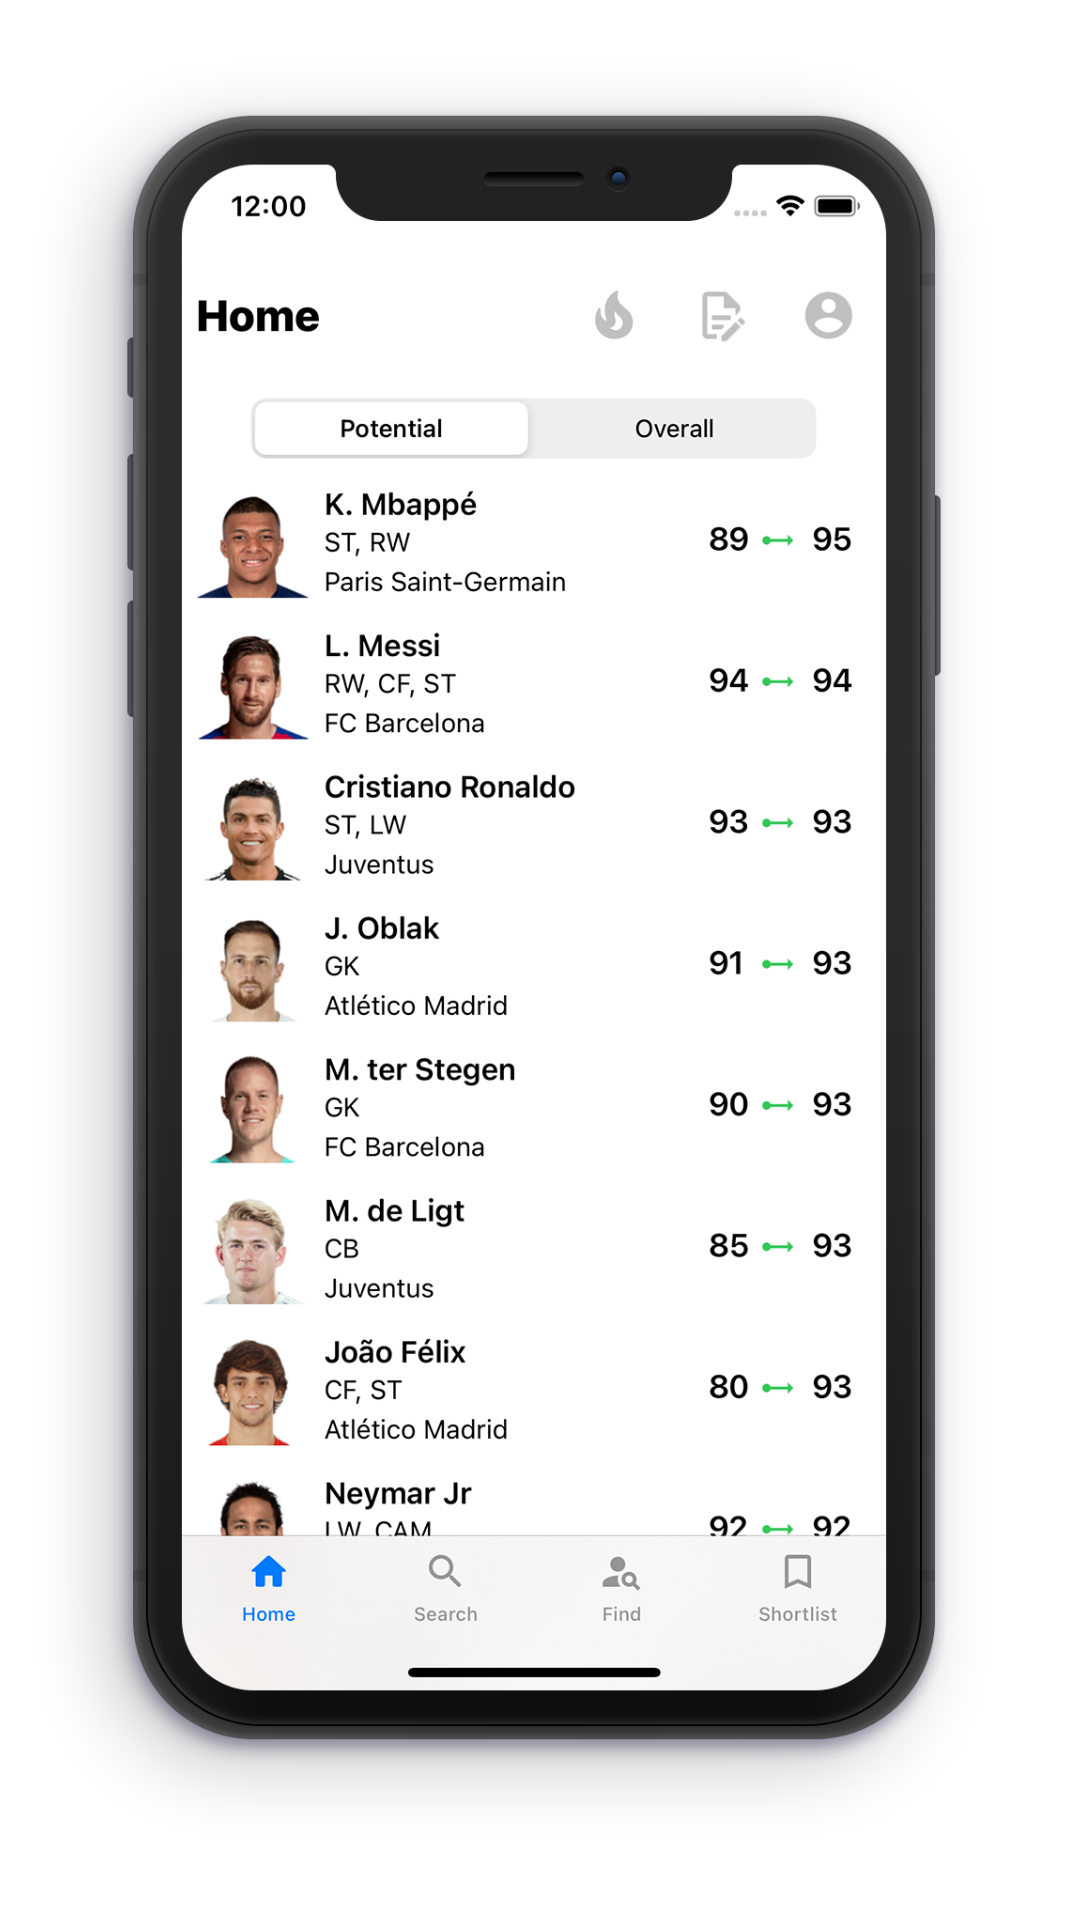 12:00
Home
Potential Overall
K. Mbappé
ST, RW
89 95
Paris Saint-Germain
L. Messi
RW, CF, ST
94 94
FC Barcelona
Cristiano Ronaldo
ST, LW
93 93
Juventus
J. Oblak
GK
91 93
Atlético Madrid
M. ter Stegen
GK
90 93
FC Barcelona
M. de Ligt
CB
85 93
Juventus
João Félix
CF, ST
80 93
Atlético Madrid
Neymar Jr
LW, CAM
92 92
Home Search Find Shortlist